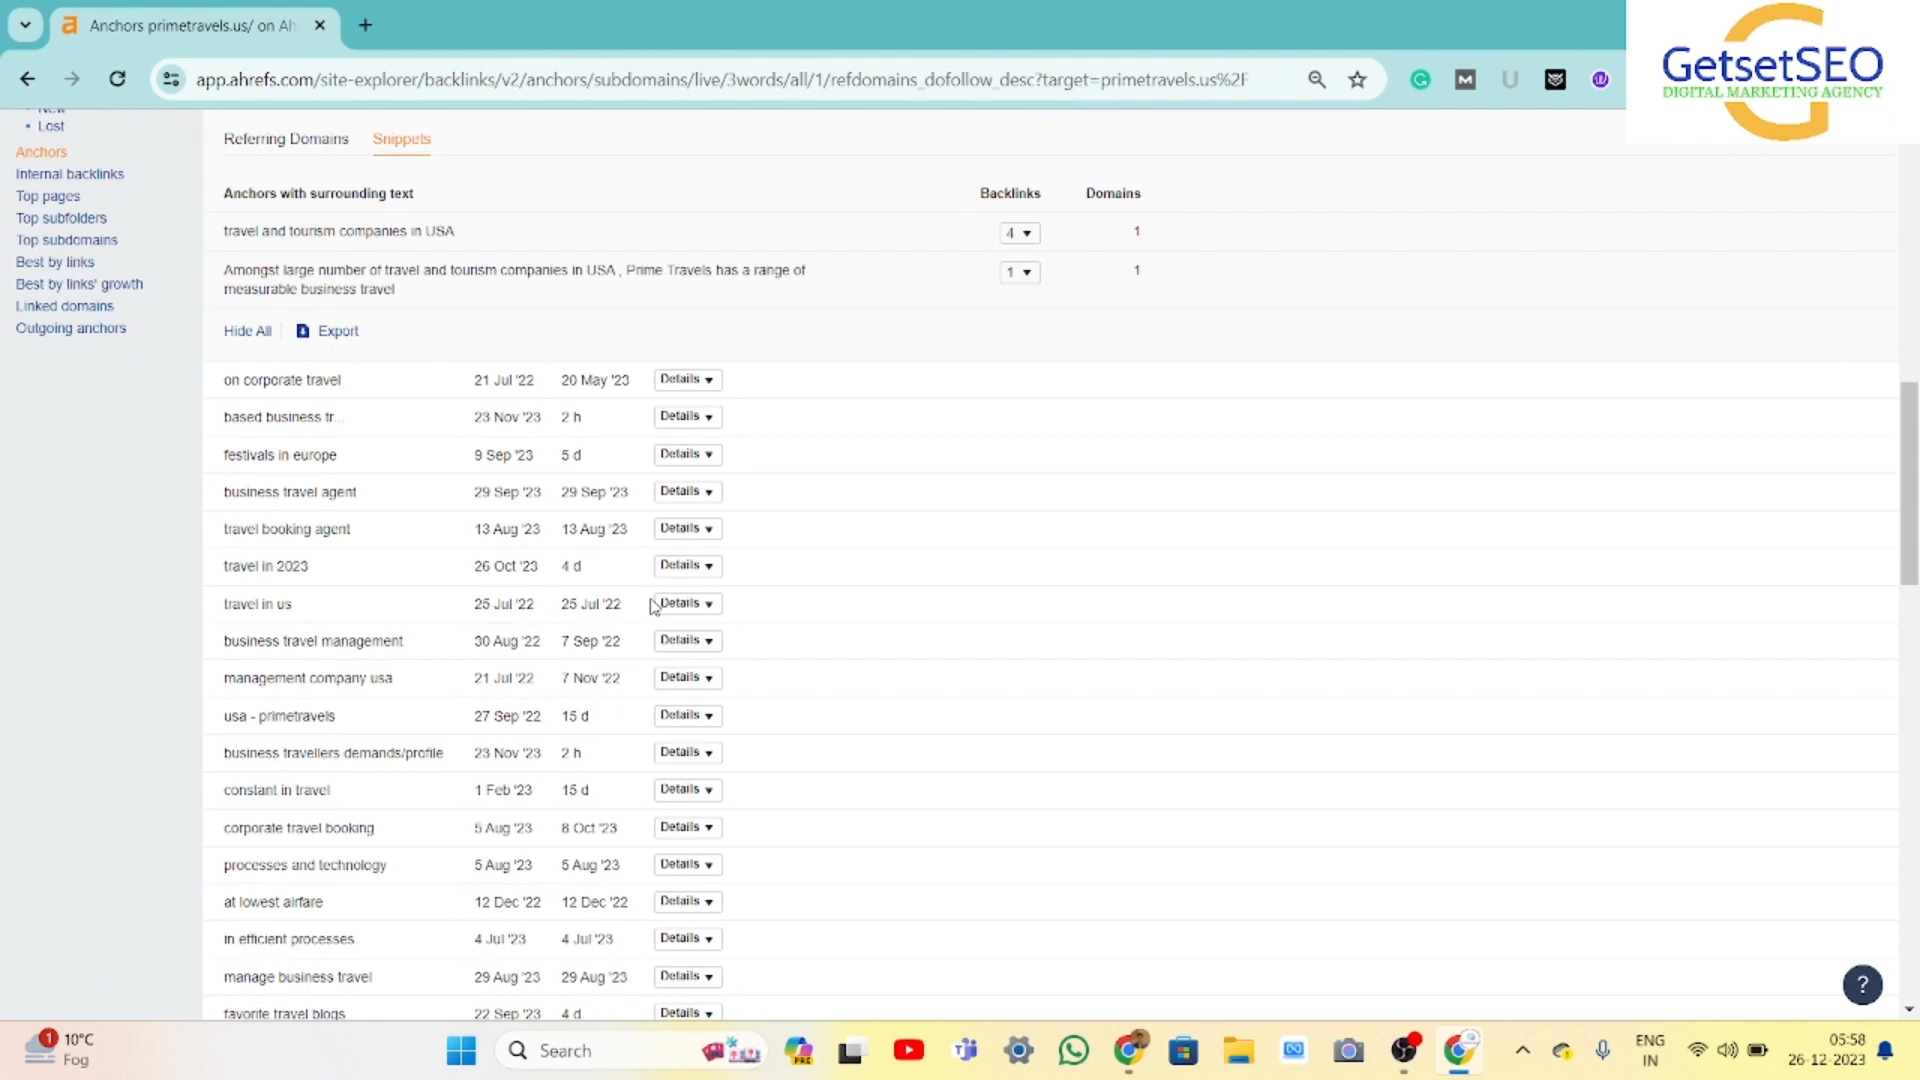 Anchors primetravels.us/ on Ah
app.ahrefs.com/site-explorer/backlinks/v2/anchors/subdomains/live/3words/all/1/refdomains_dofollow_desc?target=primetravels.us%2F
GetsetSEO
DIGITAL MARKETING AGENCY
New
Lost
Anchors
Internal backlinks
Top pages
Top subfolders
Top subdomains
Best by links
Best by links' growth
Linked domains
Outgoing anchors
Referring Domains Snippets
Anchors with surrounding text Backlinks Domains
travel and tourism companies in USA 4 1
Amongst large number of travel and tourism companies in USA , Prime Travels has a range of 1 1
measurable business travel
Hide All Export
on corporate travel 21 Jul '22 20 May '23 Details
based business tr... 23 Nov '23 2 h Details
festivals in europe 9 Sep '23 5 d Details
business travel agent 29 Sep '23 29 Sep '23 Details
travel booking agent 13 Aug '23 13 Aug '23 Details
travel in 2023 26 Oct '23 4 d Details
travel in us 25 Jul '22 25 Jul '22 Details
business travel management 30 Aug '22 7 Sep '22 Details
management company usa 21 Jul '22 7 Nov '22 Details
usa - primetravels 27 Sep '22 15 d Details
business travellers demands/profile 23 Nov '23 2 h Details
constant in travel 1 Feb '23 15 d Details
corporate travel booking 5 Aug '23 8 Oct '23 Details
processes and technology 5 Aug '23 5 Aug '23 Details
at lowest airfare 12 Dec '22 12 Dec '22 Details
in efficient processes 4 Jul '23 4 Jul '23 Details
manage business travel 29 Aug '23 29 Aug '23 Details
favorite travel blogs 22 Sep '23 4 d Details
?
1 10°C
Fog
Search
PRE
ENG
IN
05:58
26-12-2023